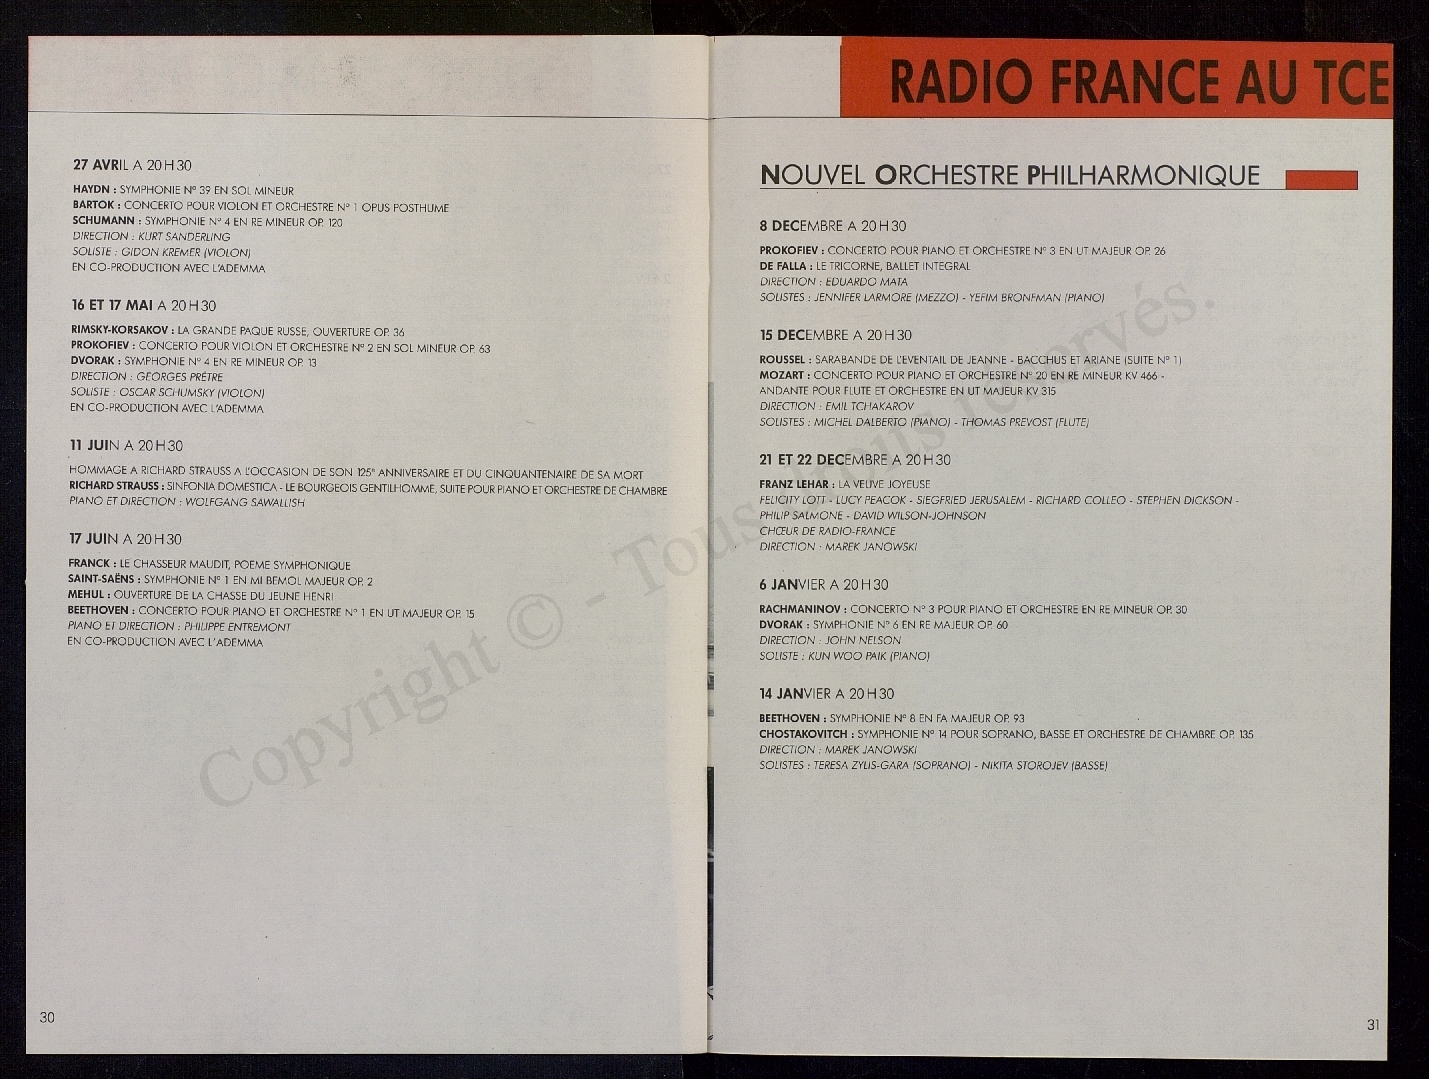 27 AVRIL A 20 H 30
HAYDN : SYMPHONIE N° 39 EN SOL MINEUR
BARTOK : CONCERTO POUR VIOLON ET ORCHESTRE N° 1 OPUS POSTHUME
SCHUMANN : SYMPHONIE N° 4 EN RE MINEUR OP. 120
DIRECTION : KURT SANDERLING
SOLISTE : GIDON KREMER (VIOLON)
EN CO-PRODUCTION AVEC L'ADEMMA
16 ET 17 MAI A 20 H 30
RIMSKY-KORSAKOV : LA GRANDE PAQUE RUSSE, OUVERTURE OP. 36
PROKOFIEV : CONCERTO POUR VIOLON ET ORCHESTRE N° 2 EN SOL MINEUR OP. 63
DVORAK : SYMPHONIE N° 4 EN RE MINEUR OP. 13
DIRECTION : GEORGES PRÊTRE
SOLISTE : OSCAR SCHUMSKY (VIOLON)
EN CO-PRODUCTION AVEC L'ADEMMA
11 JUIN A 20 H 30
HOMMAGE A RICHARD STRAUSS A L'OCCASION DE SON 125e ANNIVERSAIRE ET DU CINQUANTENAIRE DE SA MORT
RICHARD STRAUSS : SINFONIA DOMESTICA - LE BOURGEOIS GENTILHOMME, SUITE POUR PIANO ET ORCHESTRE DE CHAMBRE
PIANO ET DIRECTION : WOLFGANG SAWALLISH
17 JUIN A 20 H 30
FRANCK : LE CHASSEUR MAUDIT, POEME SYMPHONIQUE
SAINT-SAËNS : SYMPHONIE N° 1 EN MI BEMOL MAJEUR OP. 2
MEHUL : OUVERTURE DE LA CHASSE DU JEUNE HENRI
BEETHOVEN : CONCERTO POUR PIANO ET ORCHESTRE N° 1 EN UT MAJEUR OP. 15
PIANO ET DIRECTION : PHILIPPE ENTREMONT
EN CO-PRODUCTION AVEC L'ADEMMA
30
RADIO FRANCE AU TCE
NOUVEL ORCHESTRE PHILHARMONIQUE
8 DECEMBRE A 20 H 30
PROKOFIEV : CONCERTO POUR PIANO ET ORCHESTRE N° 3 EN UT MAJEUR OP. 26
DE FALLA : LE TRICORNE, BALLET INTEGRAL
DIRECTION : EDUARDO MATA
SOLISTES : JENNIFER LARMORE (MEZZO) - YEFIM BRONFMAN (PIANO)
15 DECEMBRE A 20 H 30
ROUSSEL : SARABANDE DE L'EVENTAIL DE JEANNE - BACCHUS ET ARIANE (SUITE N° 1)
MOZART : CONCERTO POUR PIANO ET ORCHESTRE N° 20 EN RE MINEUR KV 466 -
ANDANTE POUR FLUTE ET ORCHESTRE EN UT MAJEUR KV 315
DIRECTION : EMIL TCHAKAROV
SOLISTES : MICHEL DALBERTO (PIANO) - THOMAS PREVOST (FLUTE)
21 ET 22 DECEMBRE A 20 H 30
FRANZ LEHAR : LA VEUVE JOYEUSE
FELICITY LOTT - LUCY PEACOK - SIEGFRIED JERUSALEM - RICHARD COLLEO - STEPHEN DICKSON -
PHILIP SALMONE - DAVID WILSON-JOHNSON
CHŒUR DE RADIO-FRANCE
DIRECTION : MAREK JANOWSKI
6 JANVIER A 20 H 30
RACHMANINOV : CONCERTO N° 3 POUR PIANO ET ORCHESTRE EN RE MINEUR OP. 30
DVORAK : SYMPHONIE N° 6 EN RE MAJEUR OP. 60
DIRECTION : JOHN NELSON
SOLISTE : KUN WOO PAIK (PIANO)
14 JANVIER A 20 H 30
BEETHOVEN : SYMPHONIE N° 8 EN FA MAJEUR OP. 93
CHOSTAKOVITCH : SYMPHONIE N° 14 POUR SOPRANO, BASSE ET ORCHESTRE DE CHAMBRE OP. 135
DIRECTION : MAREK JANOWSKI
SOLISTES : TERESA ZYLIS-GARA (SOPRANO) - NIKITA STOROJEV (BASSE)
31
Copyright © - Tous droits réservés.